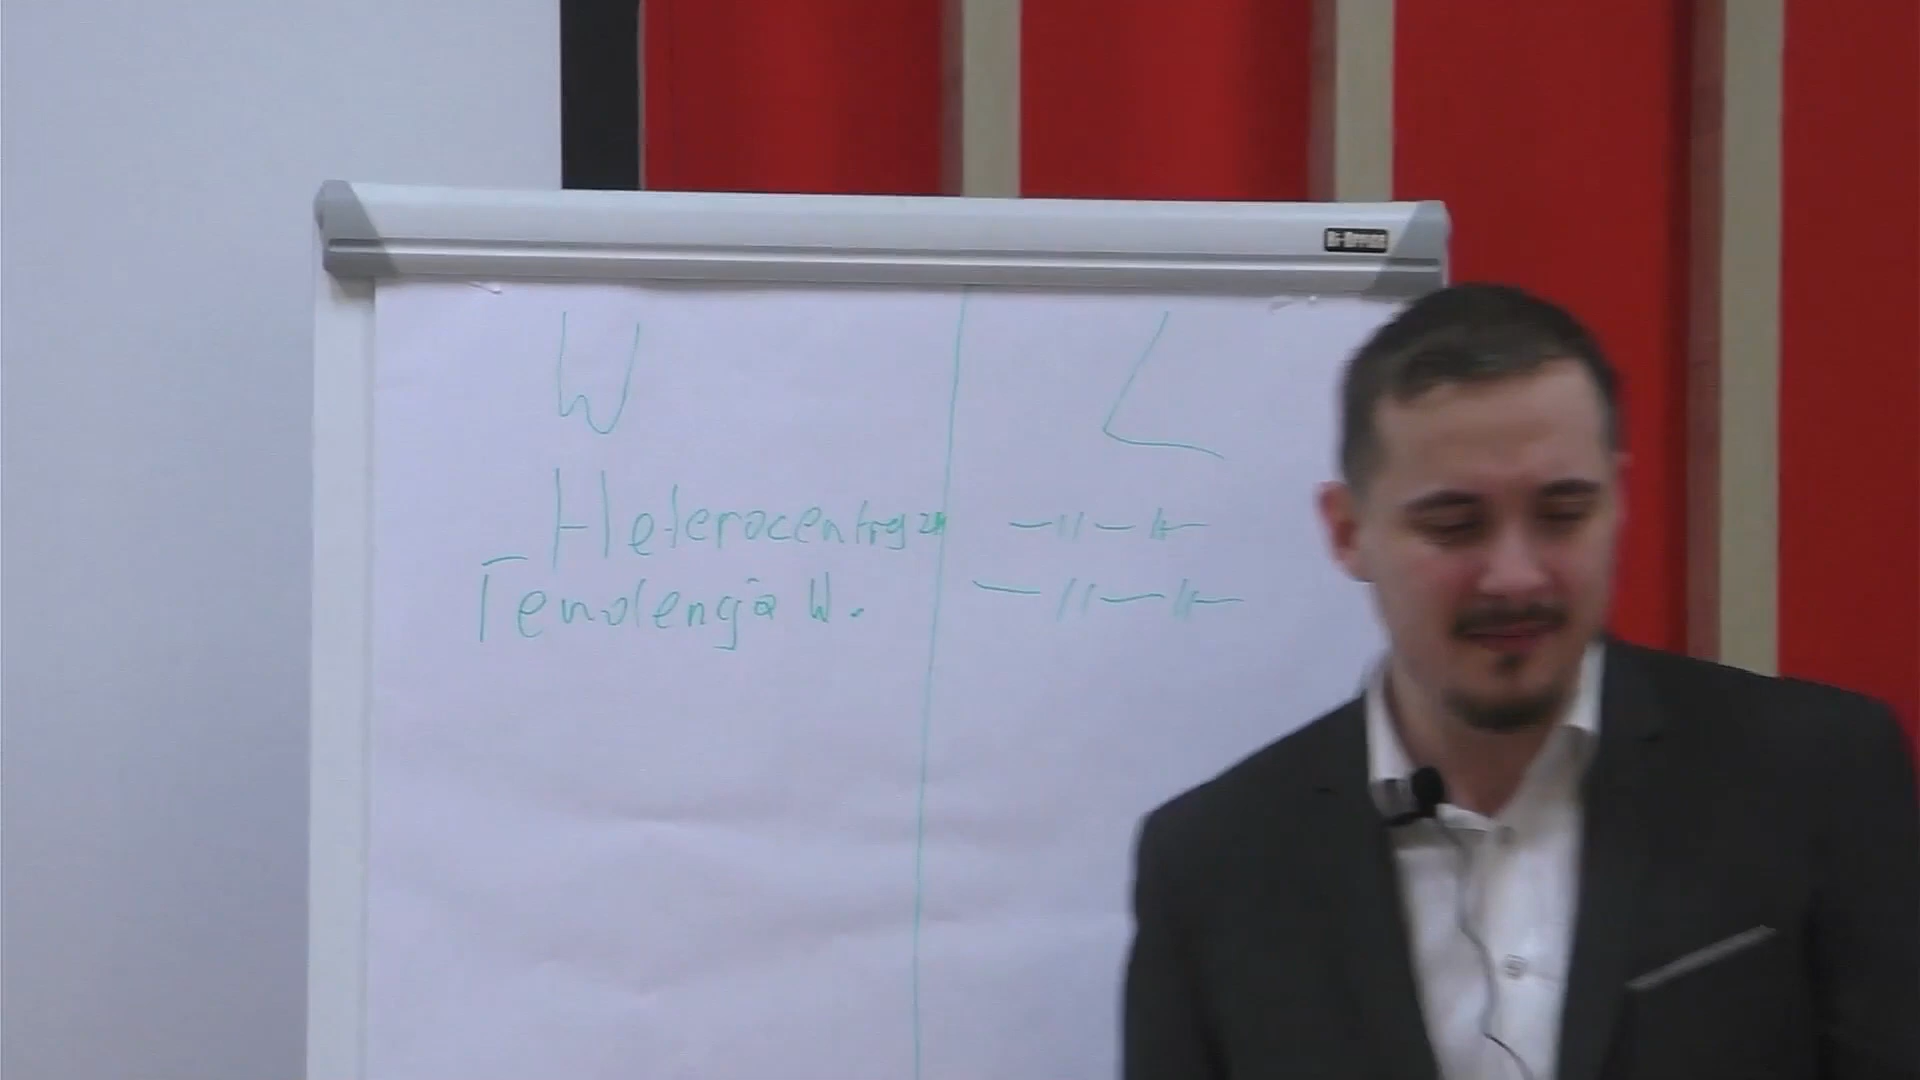 W L
Heterocentryzm —//—//—
Tendencja W. —//—//—